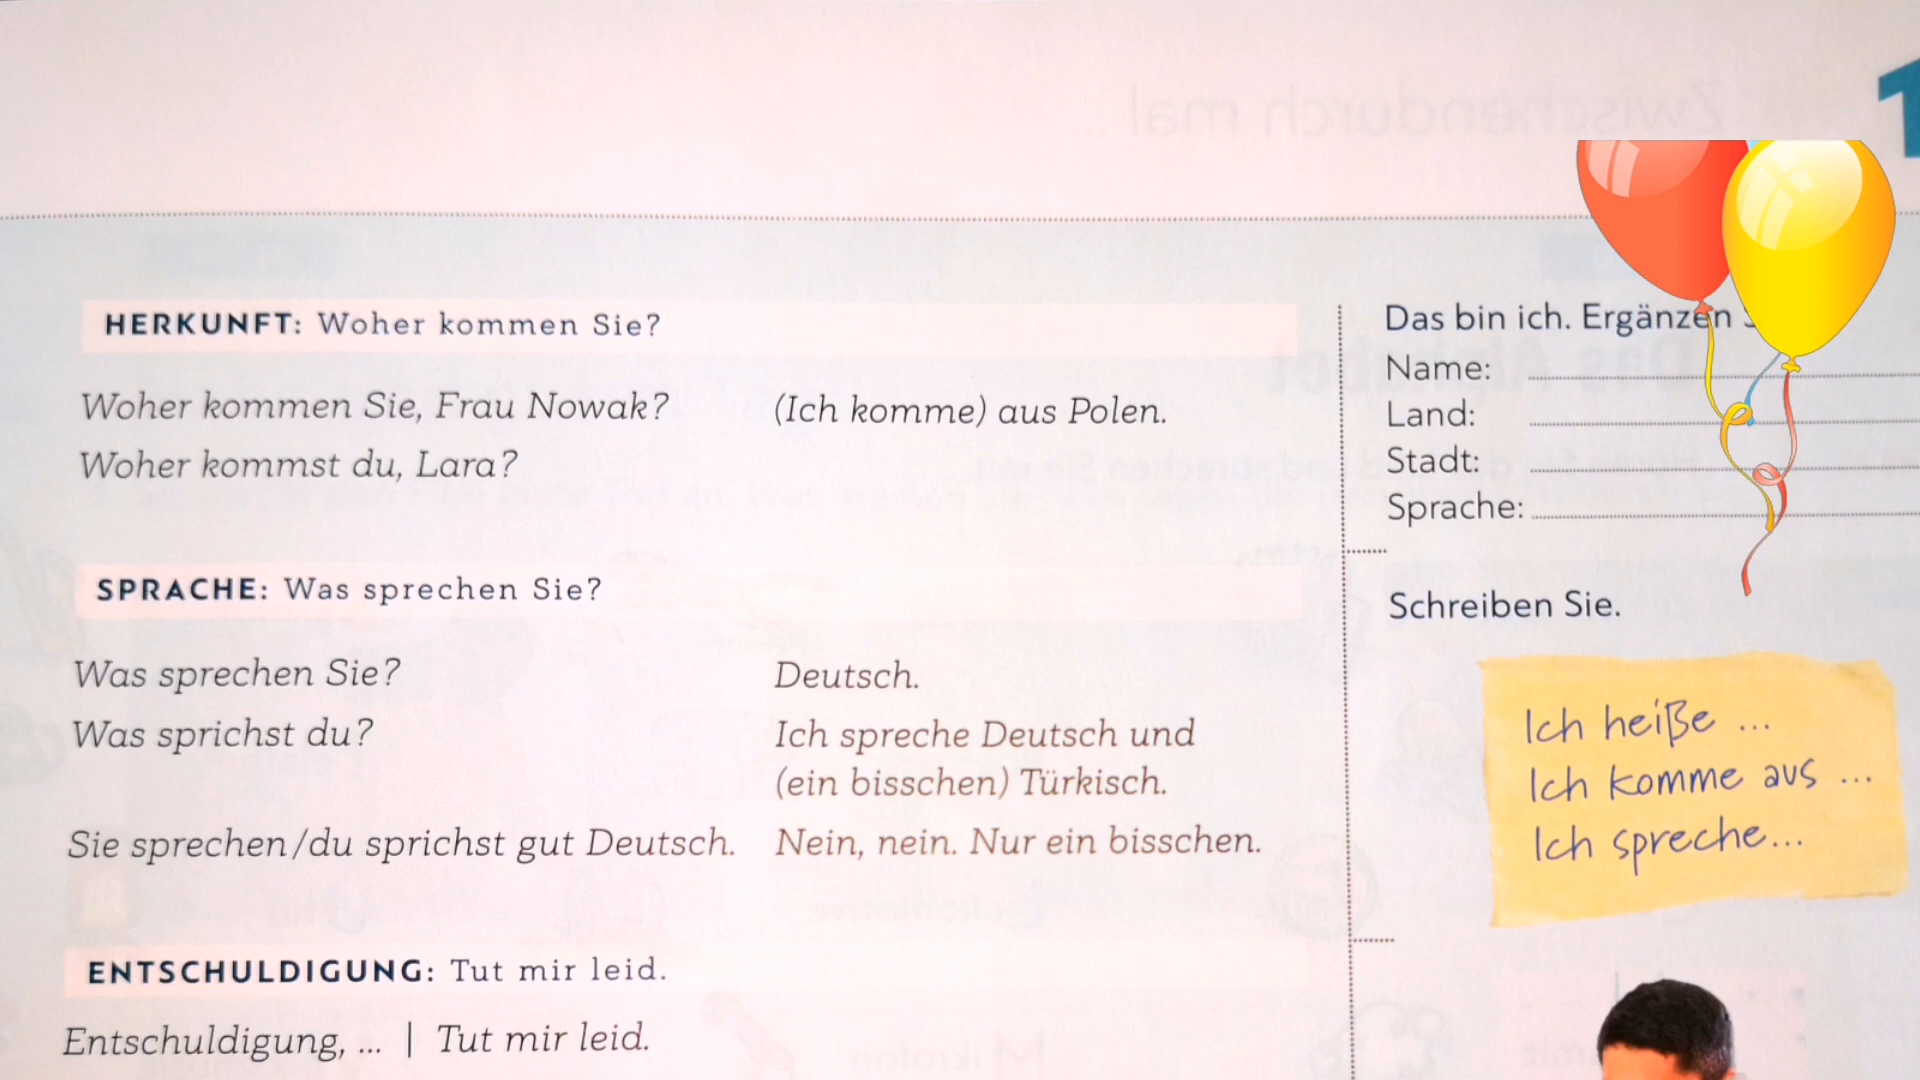 1
HERKUNFT: Woher kommen Sie?
Woher kommen Sie, Frau Nowak? (Ich komme) aus Polen.
Woher kommst du, Lara?
SPRACHE: Was sprechen Sie?
Was sprechen Sie? Deutsch.
Was sprichst du? Ich spreche Deutsch und
(ein bisschen) Türkisch.
Sie sprechen/du sprichst gut Deutsch. Nein, nein. Nur ein bisschen.
ENTSCHULDIGUNG: Tut mir leid.
Entschuldigung, ... | Tut mir leid.
Das bin ich. Ergänzen
Name:
Land:
Stadt:
Sprache:
Schreiben Sie.
Ich heiße ...
Ich komme aus ...
Ich spreche...